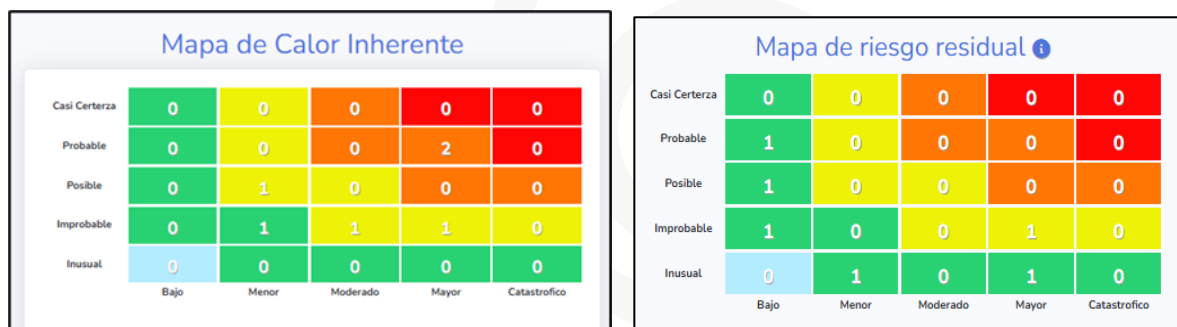 Mapa de Calor Inherente
Casi Certerza 0 0 0 0 0
Probable 0 0 0 2 0
Posible 0 1 0 0 0
Improbable 0 1 1 1 0
Inusual 0 0 0 0 0
Bajo Menor Moderado Mayor Catastrofico
Mapa de riesgo residual i
Casi Certerza 0 0 0 0 0
Probable 1 0 0 0 0
Posible 1 0 0 0 0
Improbable 1 0 0 1 0
Inusual 0 1 0 1 0
Bajo Menor Moderado Mayor Catastrofico